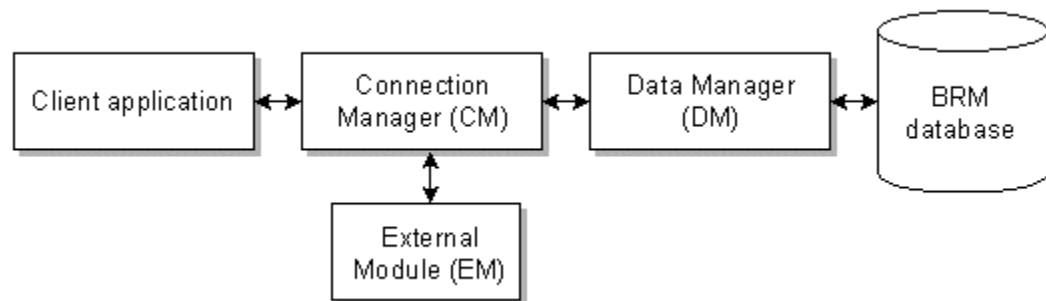 Client application
Connection
Manager (CM)
Data Manager
(DM)
BRM
database
External
Module (EM)